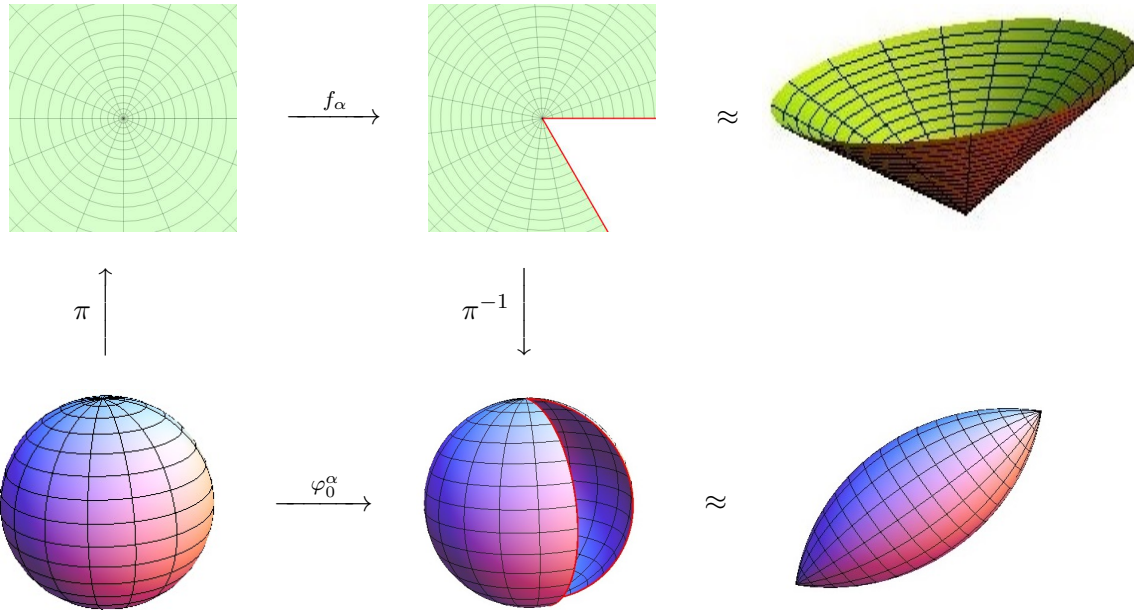 f_α
≈
π
π^{-1}
φ_0^α
≈